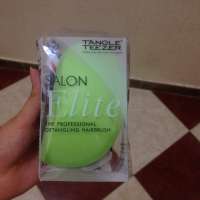 TANGLE
TEEZER
SALON
Elite
THE PROFESSIONAL
DETANGLING HAIRBRUSH